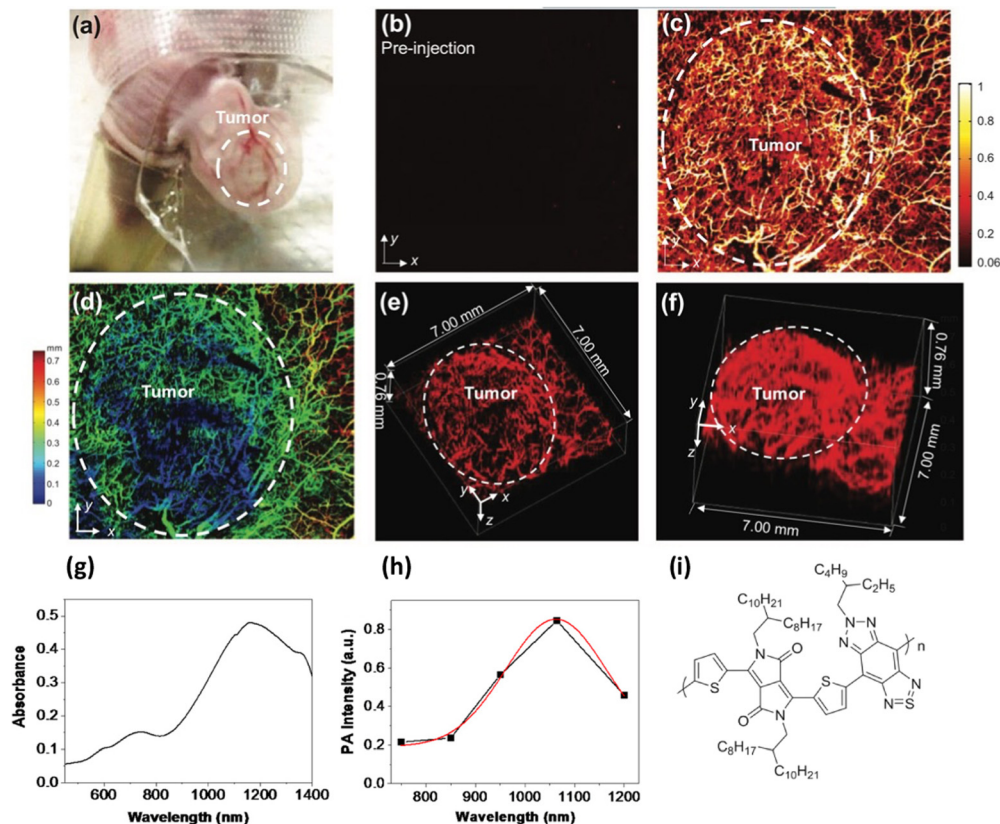 (a)
Tumor
(b)
Pre-injection
y
x
(c)
Tumor
y
x
1
0.8
0.6
0.4
0.2
0.06
(d)
mm
0.7
0.6
0.5
0.4
0.3
0.2
0.1
0
Tumor
y
x
(e)
7.00 mm
7.00 mm
0.76 mm
Tumor
y
x
z
(f)
0.76 mm
Tumor
y
x
z
7.00 mm
7.00 mm
(g)
0.5
0.4
0.3
0.2
0.1
0.0
Absorbance
600 800 1000 1200 1400
Wavelength (nm)
(h)
0.8
0.6
0.4
0.2
0.0
PA Intensity (a.u.)
800 900 1000 1100 1200
Wavelength (nm)
(i)
C4H9
C2H5
C10H21
C8H17
N
N N
O
N
n
S
S
N
N
S
N
O
C8H17
C10H21